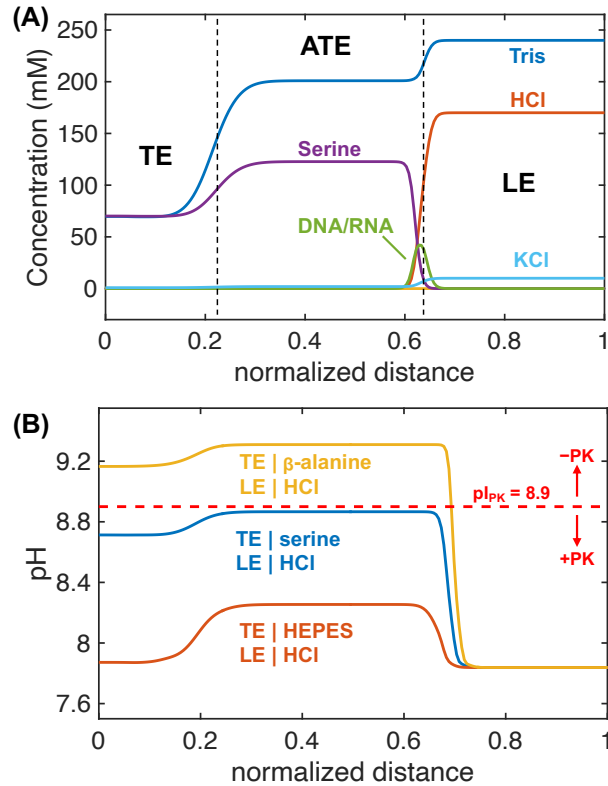 (A)
250
200
150
100
50
0
Concentration (mM)
TE
ATE
LE
Tris
HCl
Serine
DNA/RNA
KCl
0
0.2
0.4
0.6
0.8
1
normalized distance
(B)
9.2
8.8
8.4
8
7.6
pH
TE | β-alanine
LE | HCl
pIPK = 8.9
−PK
+PK
TE | serine
LE | HCl
TE | HEPES
LE | HCl
0
0.2
0.4
0.6
0.8
1
normalized distance